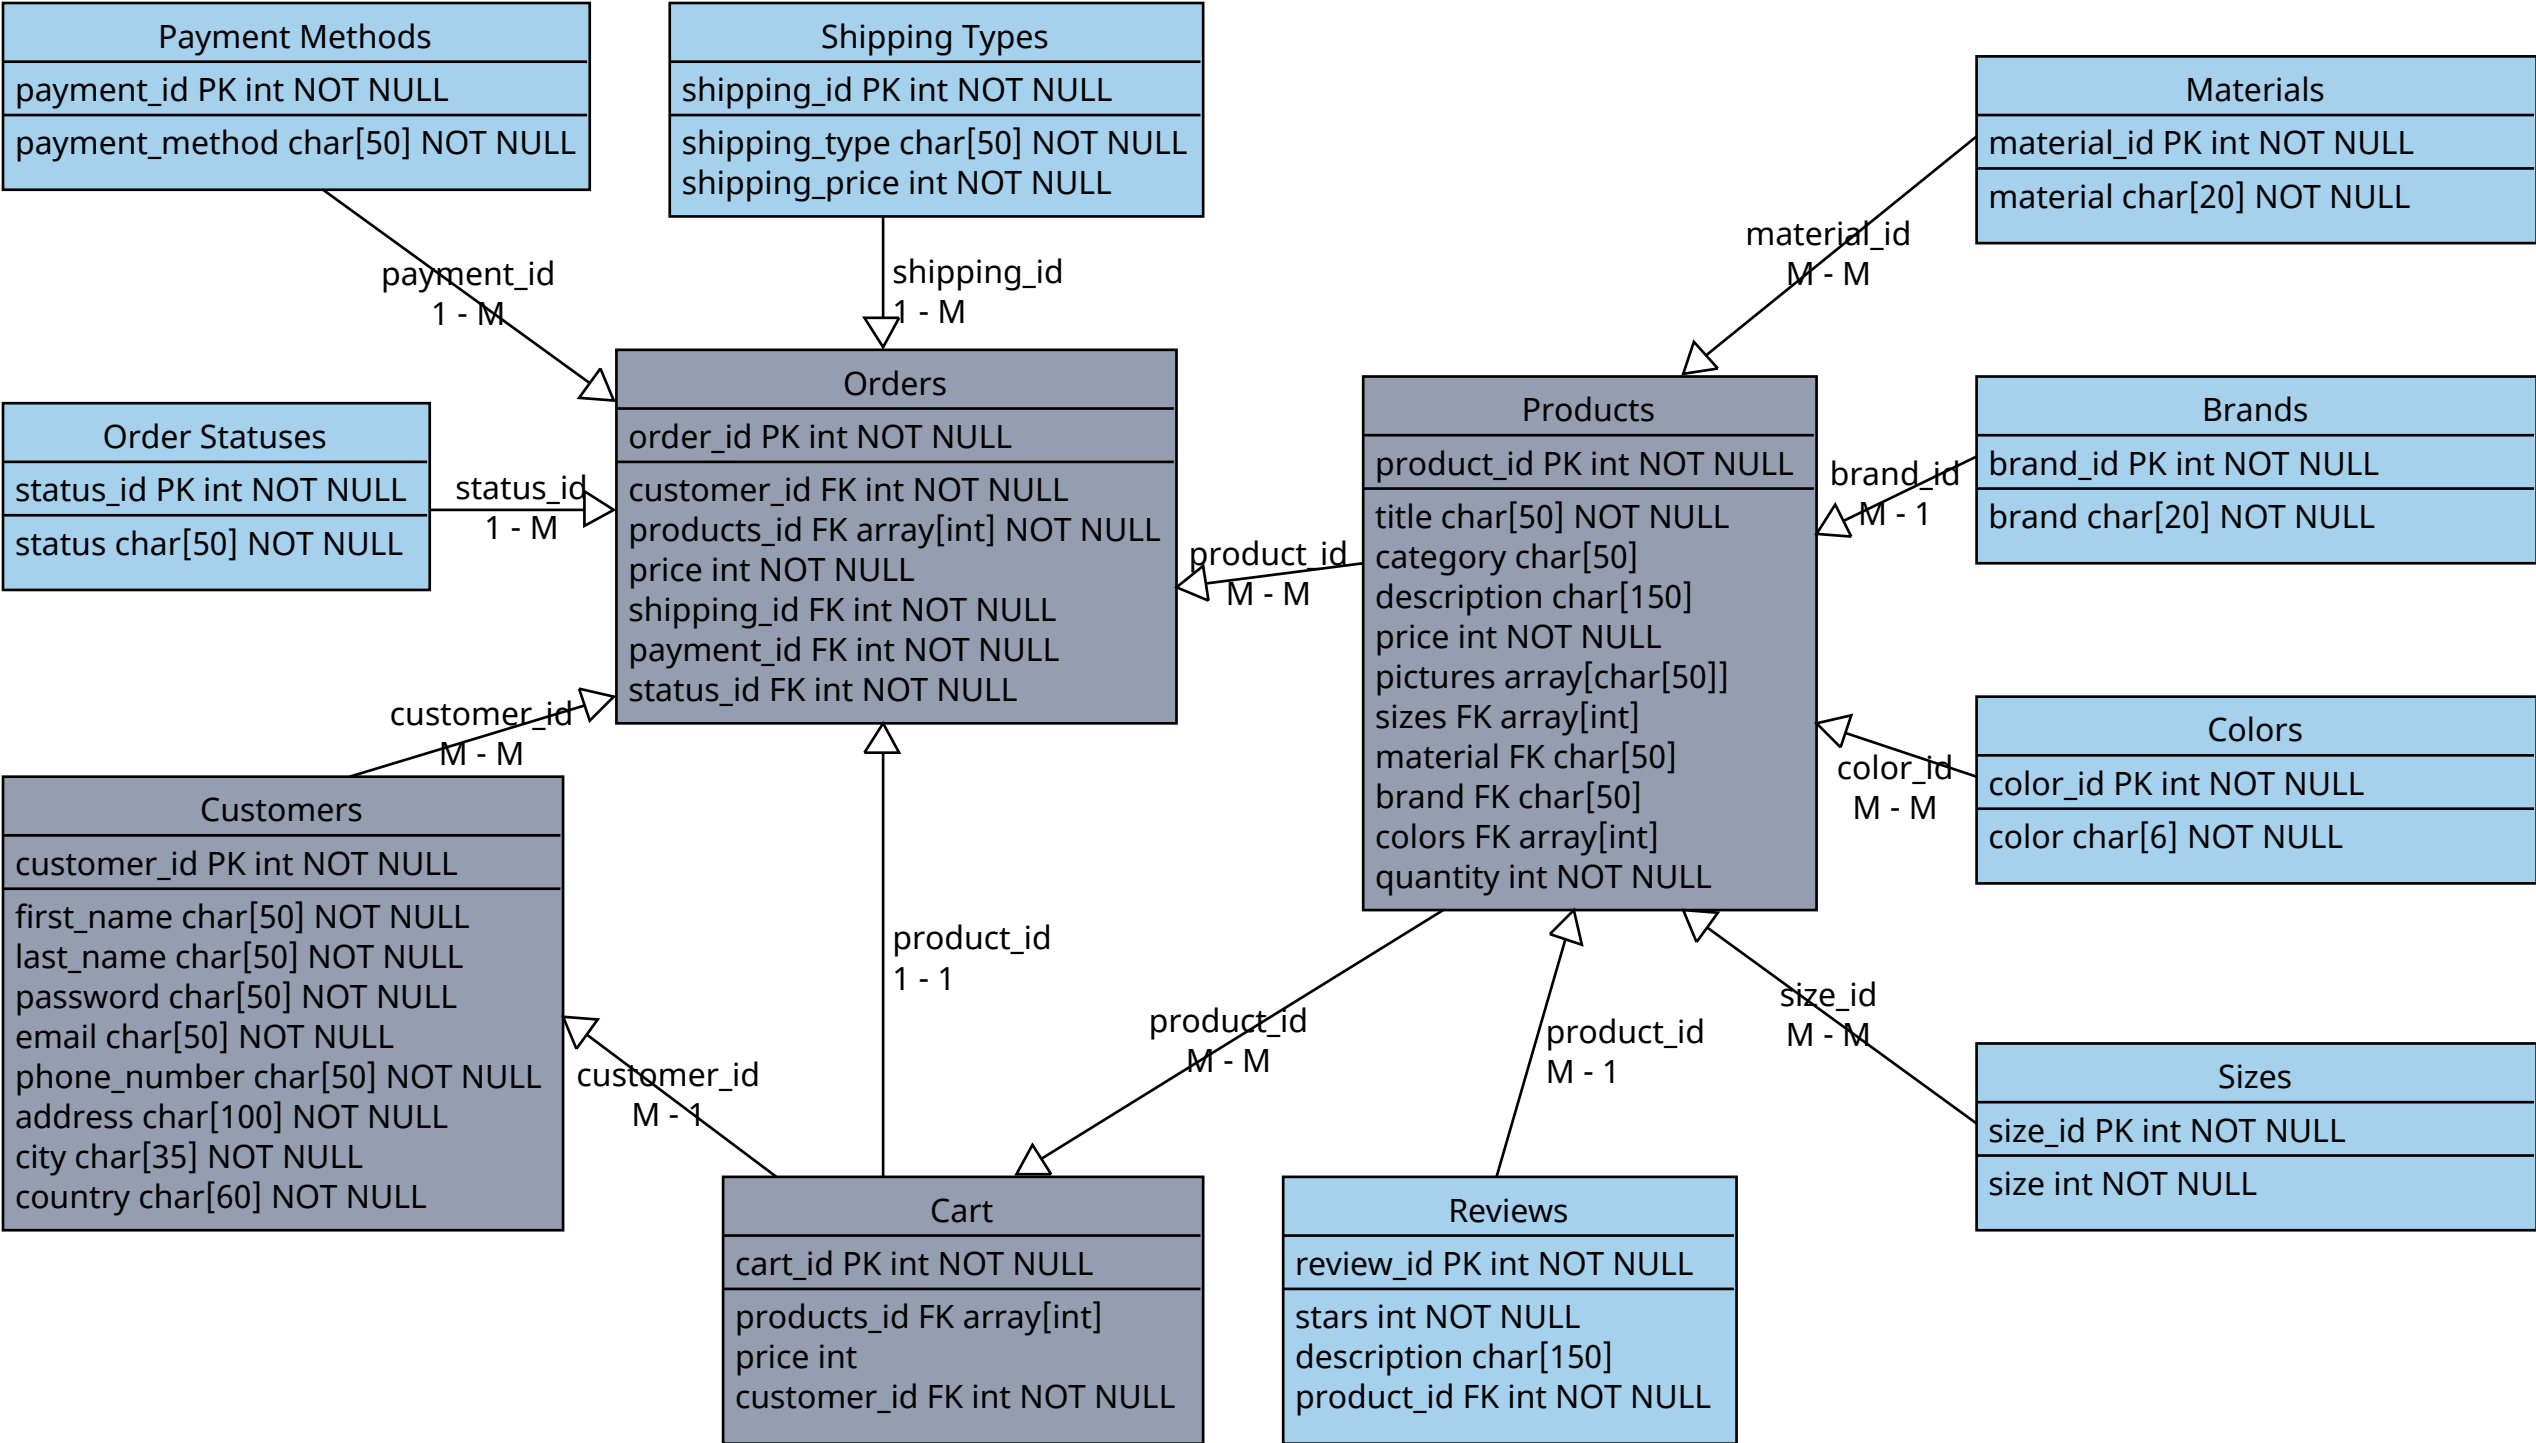 Payment Methods
payment_id PK int NOT NULL
payment_method char[50] NOT NULL
Shipping Types
shipping_id PK int NOT NULL
shipping_type char[50] NOT NULL
shipping_price int NOT NULL
Materials
material_id PK int NOT NULL
material char[20] NOT NULL
payment_id
1 - M
shipping_id
1 - M
material_id
M - M
Order Statuses
status_id PK int NOT NULL
status char[50] NOT NULL
status_id
1 - M
Orders
order_id PK int NOT NULL
customer_id FK int NOT NULL
products_id FK array[int] NOT NULL
price int NOT NULL
shipping_id FK int NOT NULL
payment_id FK int NOT NULL
status_id FK int NOT NULL
product_id
M - M
Products
product_id PK int NOT NULL
title char[50] NOT NULL
category char[50]
description char[150]
price int NOT NULL
pictures array[char[50]]
sizes FK array[int]
material FK char[50]
brand FK char[50]
colors FK array[int]
quantity int NOT NULL
brand_id
M - 1
Brands
brand_id PK int NOT NULL
brand char[20] NOT NULL
color_id
M - M
Colors
color_id PK int NOT NULL
color char[6] NOT NULL
customer_id
M - M
Customers
customer_id PK int NOT NULL
first_name char[50] NOT NULL
last_name char[50] NOT NULL
password char[50] NOT NULL
email char[50] NOT NULL
phone_number char[50] NOT NULL
address char[100] NOT NULL
city char[35] NOT NULL
country char[60] NOT NULL
customer_id
M - 1
product_id
1 - 1
product_id
M - M
product_id
M - 1
size_id
M - M
Sizes
size_id PK int NOT NULL
size int NOT NULL
Cart
cart_id PK int NOT NULL
products_id FK array[int]
price int
customer_id FK int NOT NULL
Reviews
review_id PK int NOT NULL
stars int NOT NULL
description char[150]
product_id FK int NOT NULL